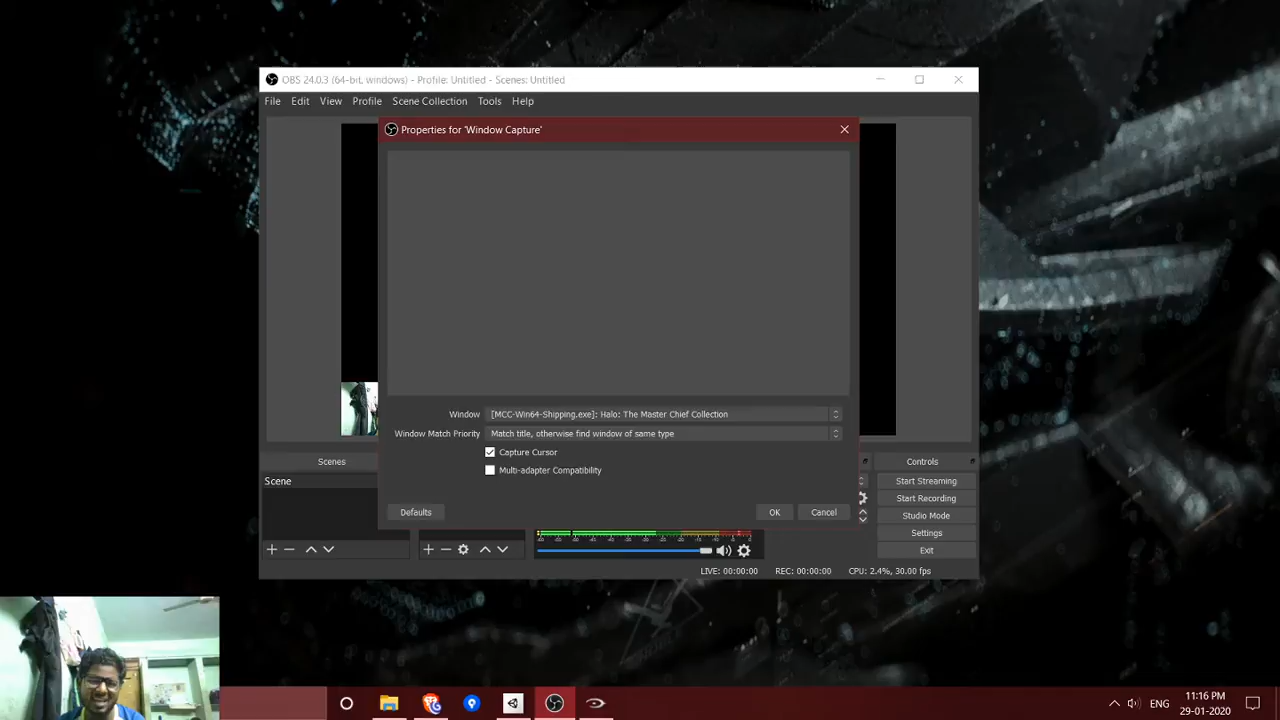 OBS 24.0.3 (64-bit, windows) - Profile: Untitled - Scenes: Untitled
File Edit View Profile Scene Collection Tools Help
Properties for 'Window Capture'
Window [MCC-Win64-Shipping.exe]: Halo: The Master Chief Collection
Window Match Priority Match title, otherwise find window of same type
Capture Cursor
Multi-adapter Compatibility
Defaults OK Cancel
Scenes
Scene
Controls
Start Streaming
Start Recording
Studio Mode
Settings
Exit
LIVE: 00:00:00 REC: 00:00:00 CPU: 2.4%, 30.00 fps
ENG
11:16 PM
29-01-2020